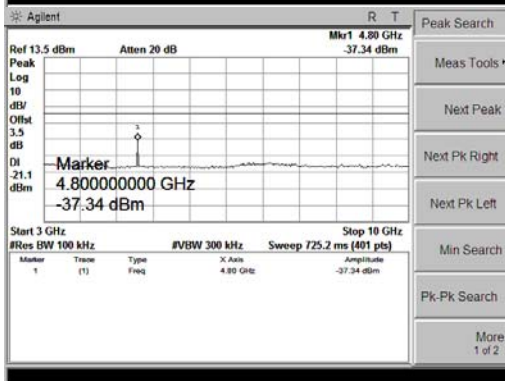 Agilent R T
Mkr1 4.80 GHz
Ref 13.5 dBm Atten 20 dB -37.34 dBm
Peak
Log
10
dB/
Offst
3.5
dB
DI
-21.1
dBm
1
Marker
4.800000000 GHz
-37.34 dBm
Start 3 GHz Stop 10 GHz
#Res BW 100 kHz #VBW 300 kHz Sweep 725.2 ms (401 pts)
Marker Trace Type X Axis Amplitude
1 (1) Freq 4.80 GHz -37.34 dBm
Peak Search
Meas Tools
Next Peak
Next Pk Right
Next Pk Left
Min Search
Pk-Pk Search
More
1 of 2